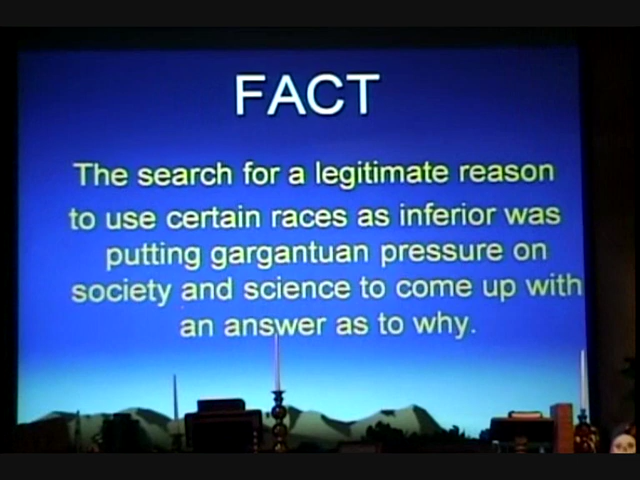 FACT
The search for a legitimate reason
to use certain races as inferior was
putting gargantuan pressure on
society and science to come up with
an answer as to why.